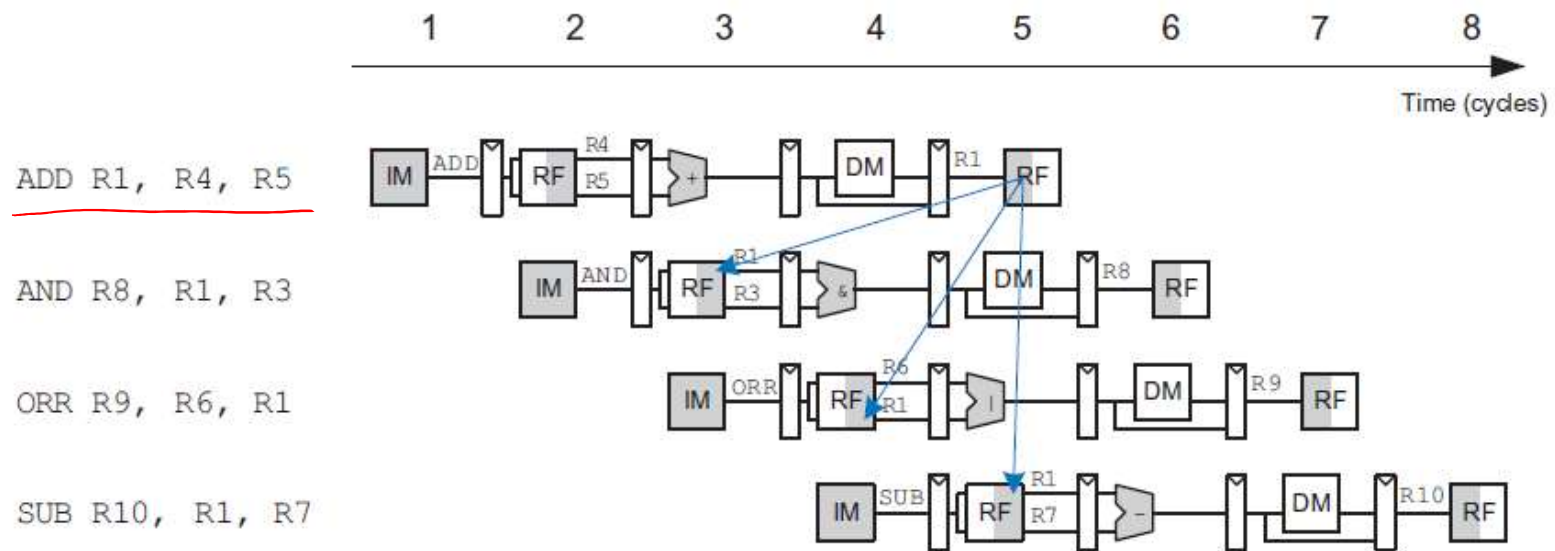 1 2 3 4 5 6 7 8
Time (cycles)
ADD R1, R4, R5
IM ADD RF R4 R5 + DM R1 RF
AND R8, R1, R3
IM AND RF R1 R3 & DM R8 RF
ORR R9, R6, R1
IM ORR RF R6 R1 | DM R9 RF
SUB R10, R1, R7
IM SUB RF R1 R7 - DM R10 RF